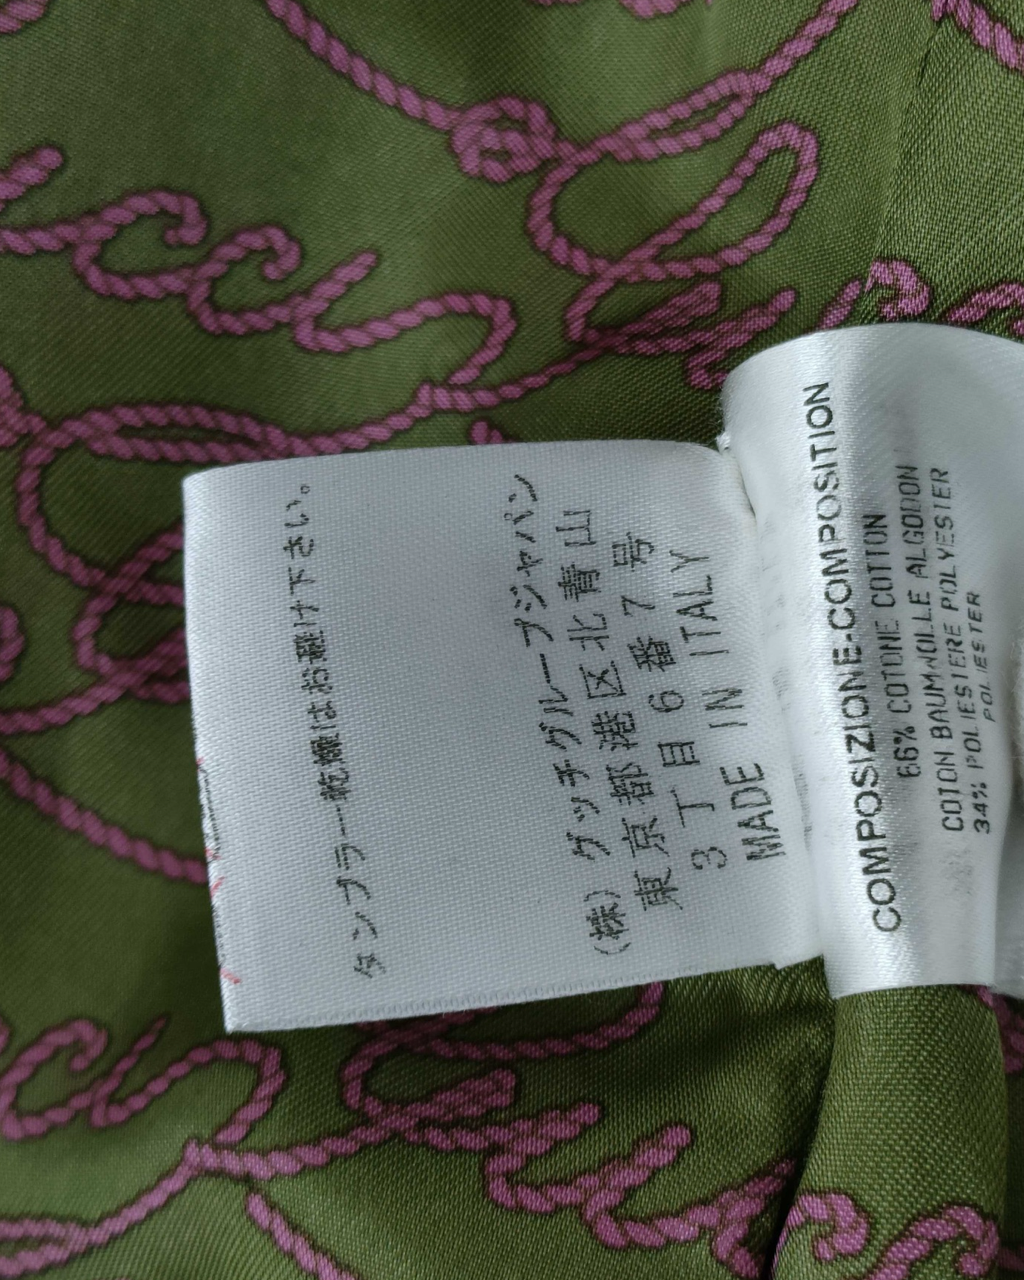 タンブラー乾燥はお避け下さい。
(株) グッチグループジャパン
東京都港区北青山
3丁目6番7号
MADE IN ITALY
COMPOSIZIONE-COMPOSITION
66% COTONE COTTON
COTON BAUMWOLLE ALGODON
34% POLIESTERE POLYESTER
POLIESTER